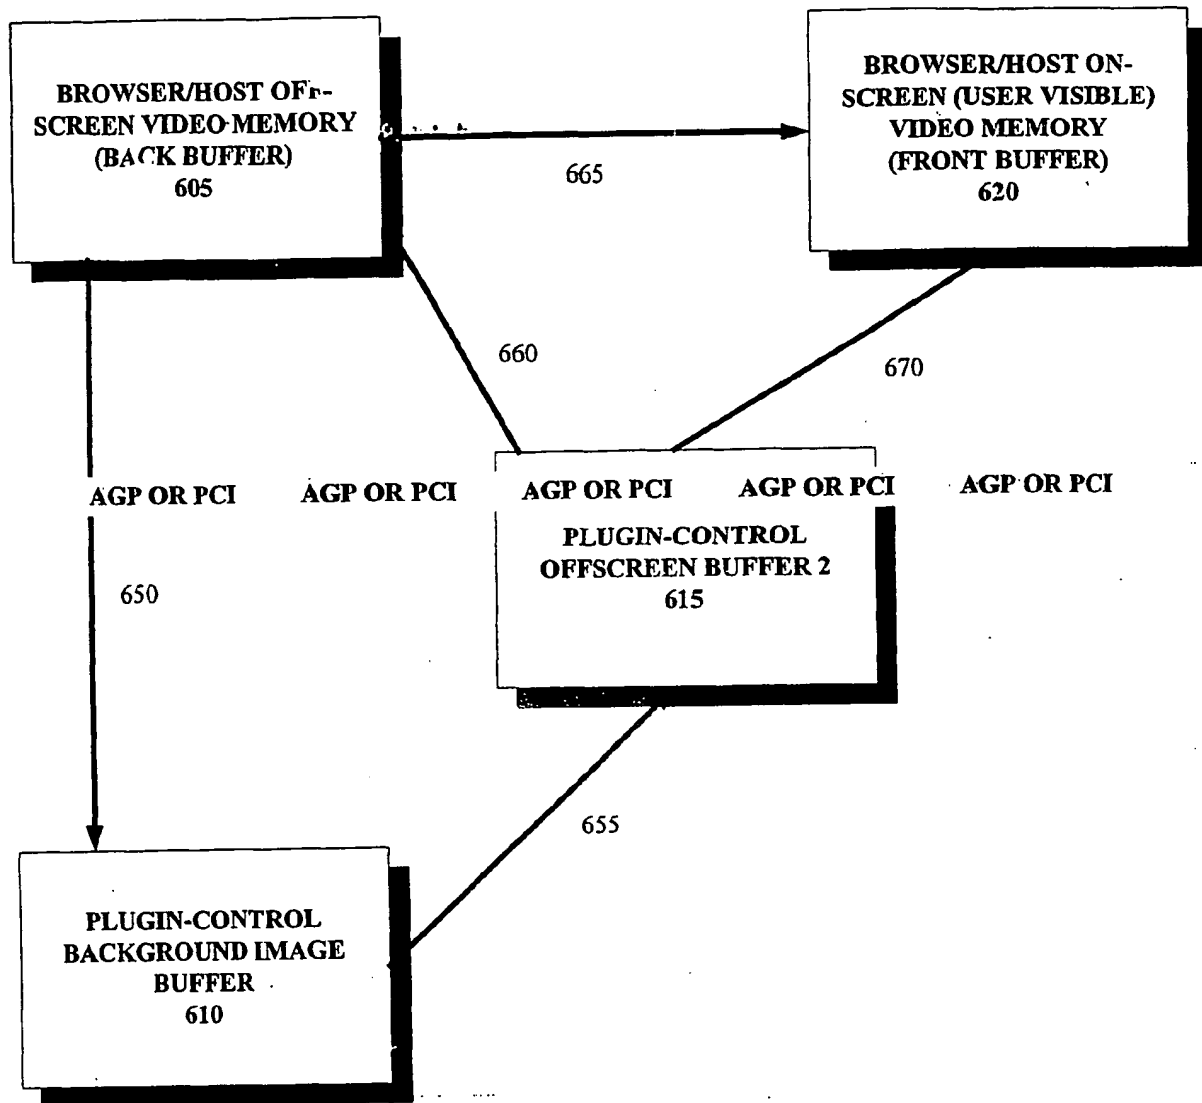 BROWSER/HOST OFF-
SCREEN VIDEO MEMORY
(BACK BUFFER)
605
BROWSER/HOST ON-
SCREEN (USER VISIBLE)
VIDEO MEMORY
(FRONT BUFFER)
620
665
660
670
AGP OR PCI AGP OR PCI AGP OR PCI AGP OR PCI AGP OR PCI
PLUGIN-CONTROL
OFFSCREEN BUFFER 2
615
650
655
PLUGIN-CONTROL
BACKGROUND IMAGE
BUFFER
610